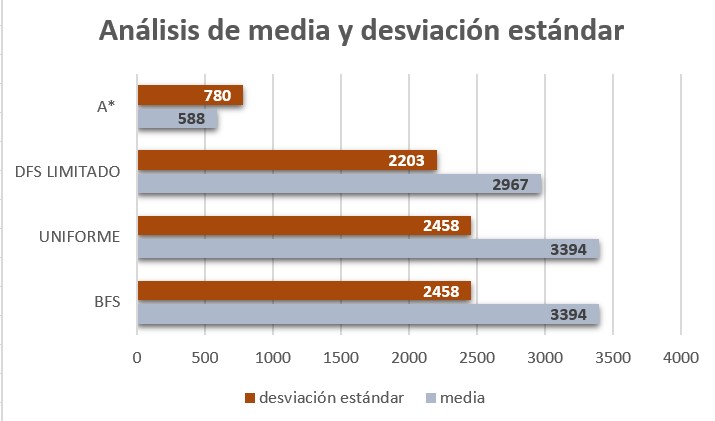 Análisis de media y desviación estándar
A*
780
588
DFS LIMITADO
2203
2967
UNIFORME
2458
3394
BFS
2458
3394
0 500 1000 1500 2000 2500 3000 3500 4000
desviación estándar media